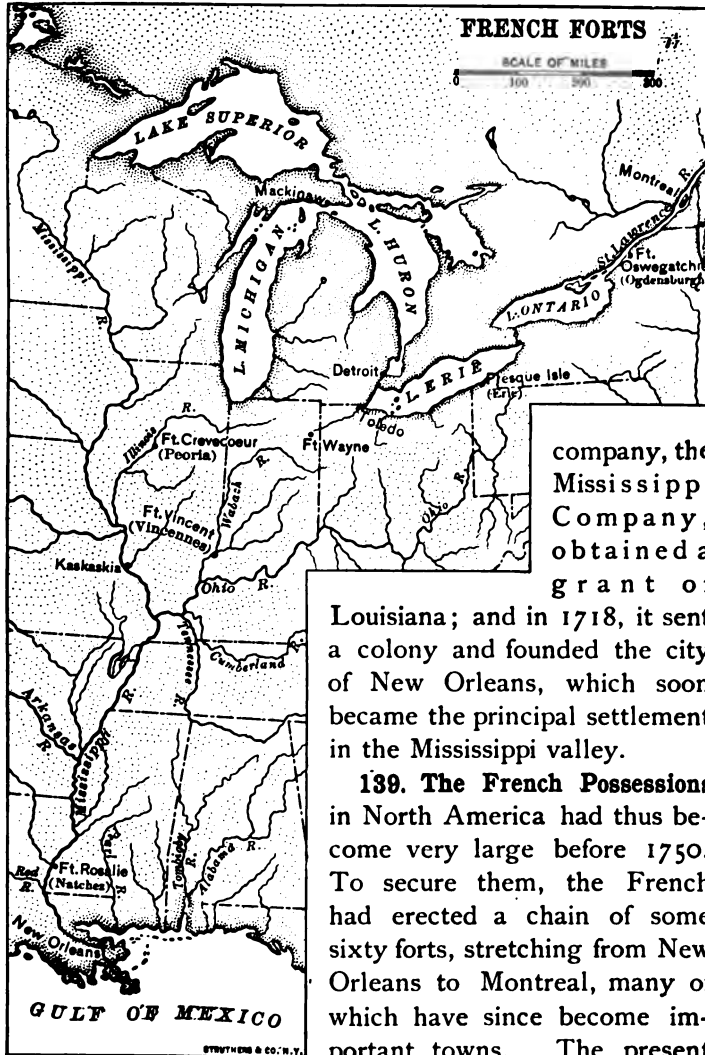 FRENCH FORTS
SCALE OF MILES
0 100 200 300
LAKE SUPERIOR
Mackinaw
Montreal
R.
St. Lawrence
Ft.
Oswegatchie
(Ogdensburgh)
Mississippi
R.
L. MICHIGAN
L. HURON
L. ONTARIO
Detroit
L. ERIE
Presque Isle
(Erie)
Toledo
Illinois R.
Ft. Crevecoeur
(Peoria)
Ft. Wayne
Wabash R.
Ohio R.
Ft. Vincent
(Vincennes)
Kaskaskia
Ohio R.
Tennessee R.
Cumberland R.
Arkansas R.
Mississippi R.
Pearl R.
Tombigby R.
Alabama R.
Red R.
Ft. Rosalie
(Natches)
New Orleans
GULF OF MEXICO
STRUTHERS & CO., N.Y.
company, the
Mississipp
Company,
obtained a
grant of
Louisiana; and in 1718, it sent
a colony and founded the city
of New Orleans, which soon
became the principal settlement
in the Mississippi valley.
139. The French Possessions
in North America had thus be-
come very large before 1750.
To secure them, the French
had erected a chain of some
sixty forts, stretching from New
Orleans to Montreal, many of
which have since become im-
portant towns. The present